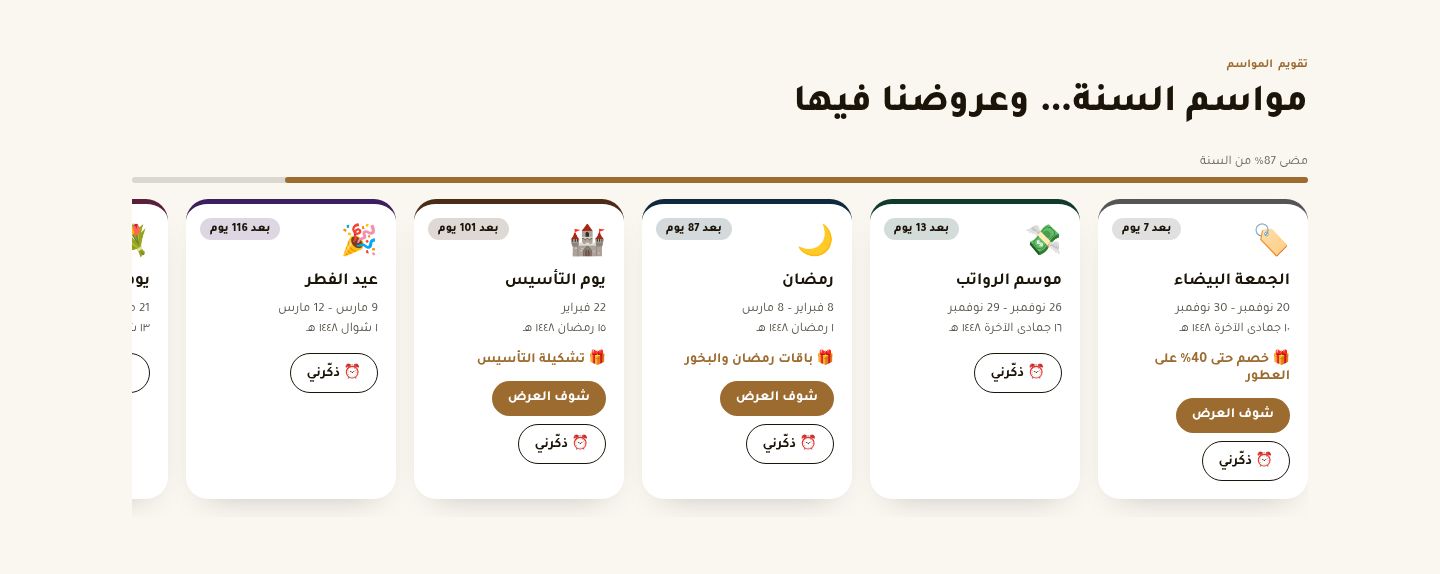 تقويم المواسم
مواسم السنة... وعروضنا فيها
مضى 87% من السنة
بعد 7 يوم
الجمعة البيضاء
20 نوفمبر – 30 نوفمبر
١٠ جمادى الآخرة ١٤٤٨ هـ
خصم حتى 40% على
العطور
شوف العرض
ذكّرني
بعد 13 يوم
موسم الرواتب
26 نوفمبر – 29 نوفمبر
١٦ جمادى الآخرة ١٤٤٨ هـ
ذكّرني
بعد 87 يوم
رمضان
8 فبراير – 8 مارس
١ رمضان ١٤٤٨ هـ
باقات رمضان والبخور
شوف العرض
ذكّرني
بعد 101 يوم
يوم التأسيس
22 فبراير
١٥ رمضان ١٤٤٨ هـ
تشكيلة التأسيس
شوف العرض
ذكّرني
بعد 116 يوم
عيد الفطر
9 مارس – 12 مارس
١ شوال ١٤٤٨ هـ
ذكّرني
21
١٣